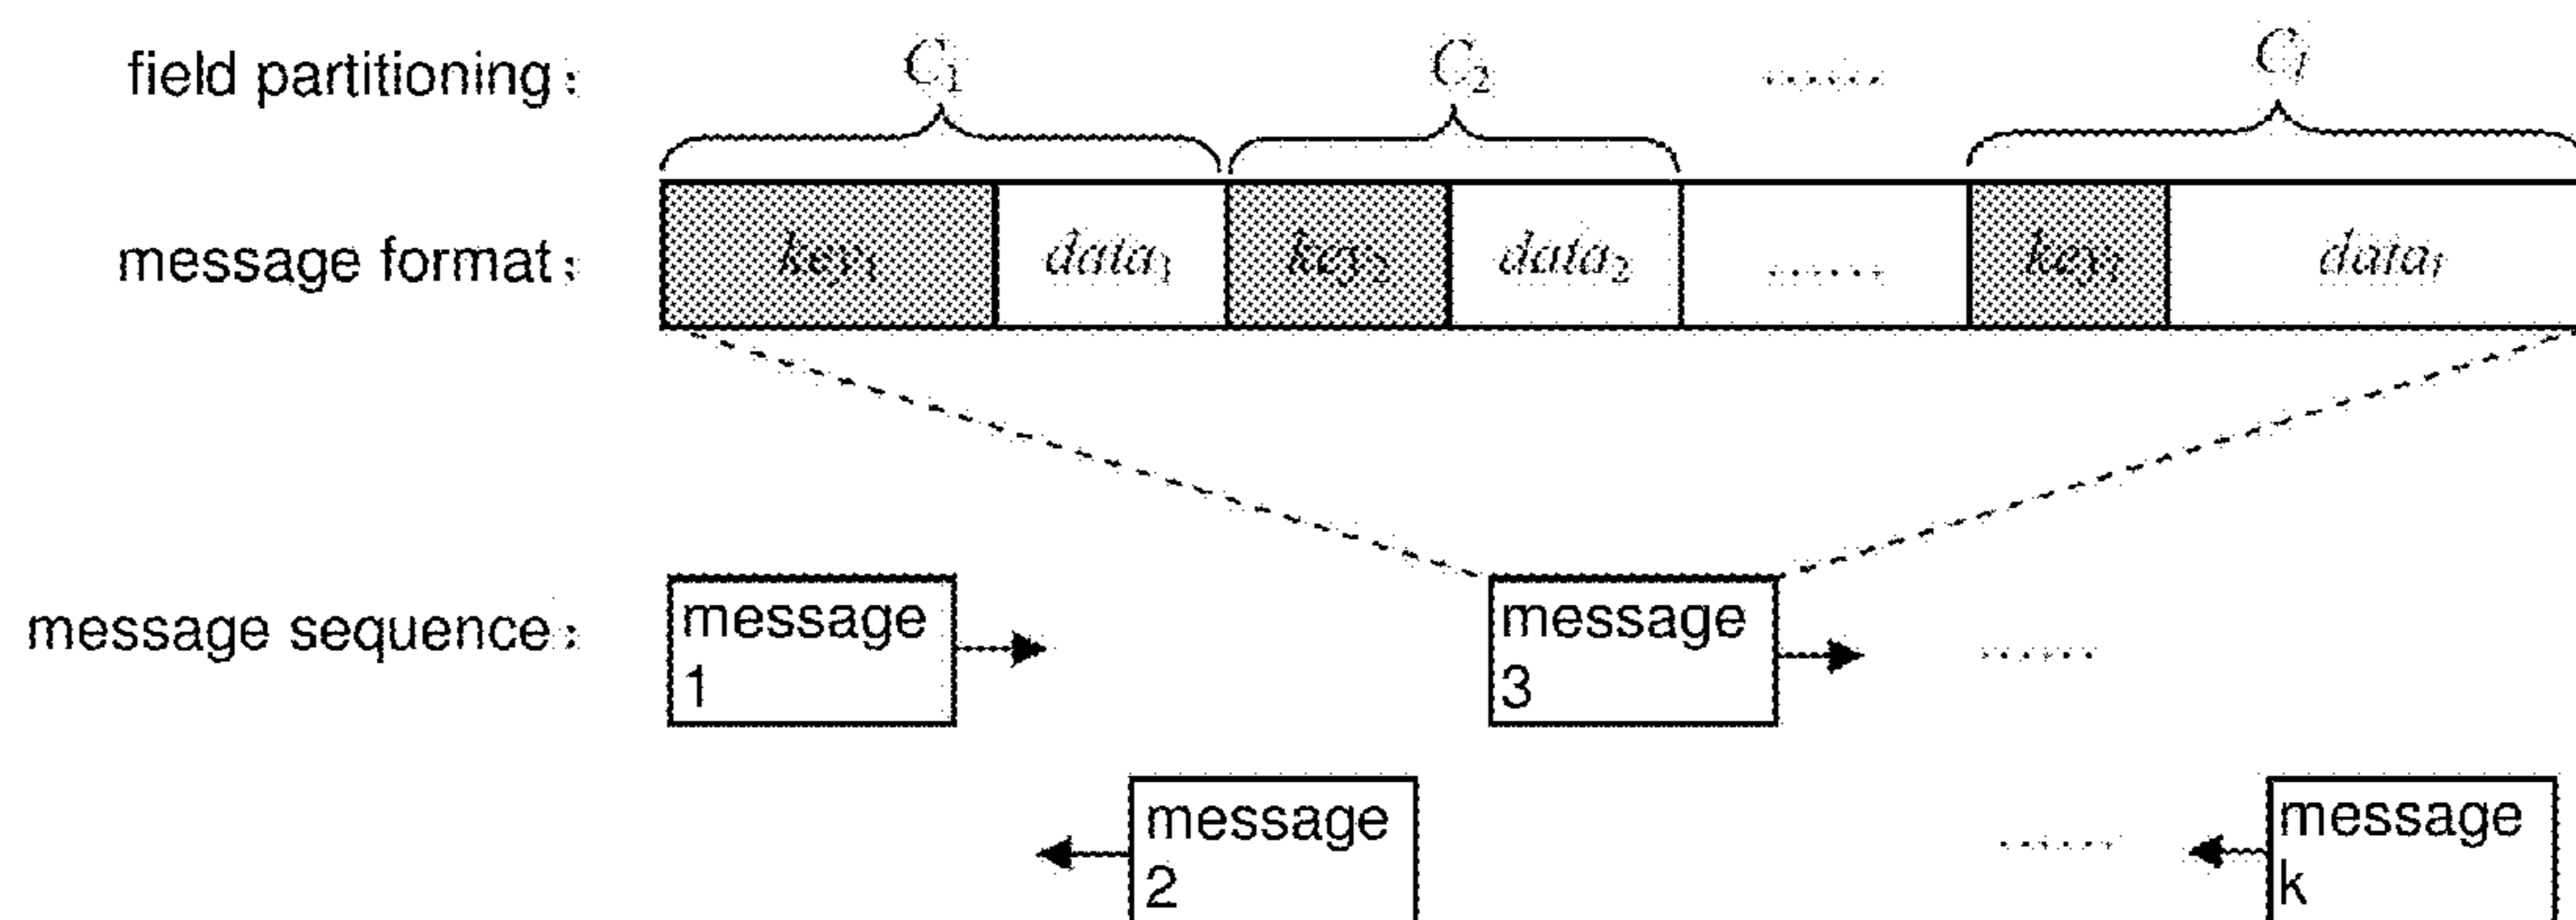 field partitioning: C₁ C₂ ...... Cₗ
message format: key₁ data₁ key₂ data₂ ...... keyₗ dataₗ
message sequence: message 1 message 3 ......
message 2 ...... message k